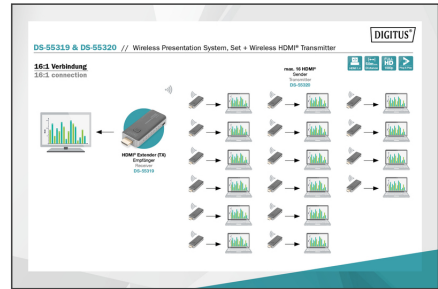 DIGITUS®
DS-55319 & DS-55320 // Wireless Presentation System, Set + Wireless HDMI® Transmitter
16:1 Verbindung
16:1 connection
max. 16 HDMI®
Sender
Transmitter
DS-55320
HDMI® Extender (TX)
Empfänger
Receiver
DS-55319